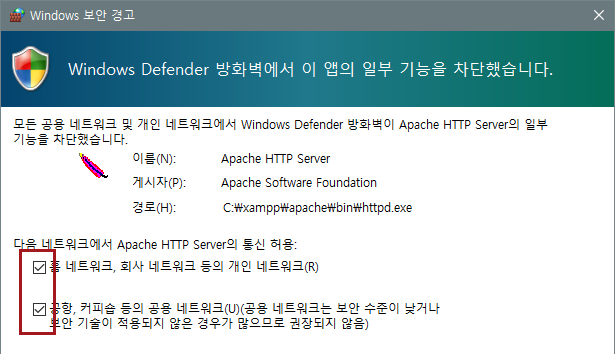 Windows 보안 경고
Windows Defender 방화벽에서 이 앱의 일부 기능을 차단했습니다.
모든 공용 네트워크 및 개인 네트워크에서 Windows Defender 방화벽이 Apache HTTP Server의 일부
기능을 차단했습니다.
이름(N): Apache HTTP Server
게시자(P): Apache Software Foundation
경로(H): C:₩xampp₩apache₩bin₩httpd.exe
다음 네트워크에서 Apache HTTP Server의 통신 허용:
홈 네트워크, 회사 네트워크 등의 개인 네트워크(R)
공항, 커피숍 등의 공용 네트워크(U)(공용 네트워크는 보안 수준이 낮거나
보안 기술이 적용되지 않은 경우가 많으므로 권장되지 않음)